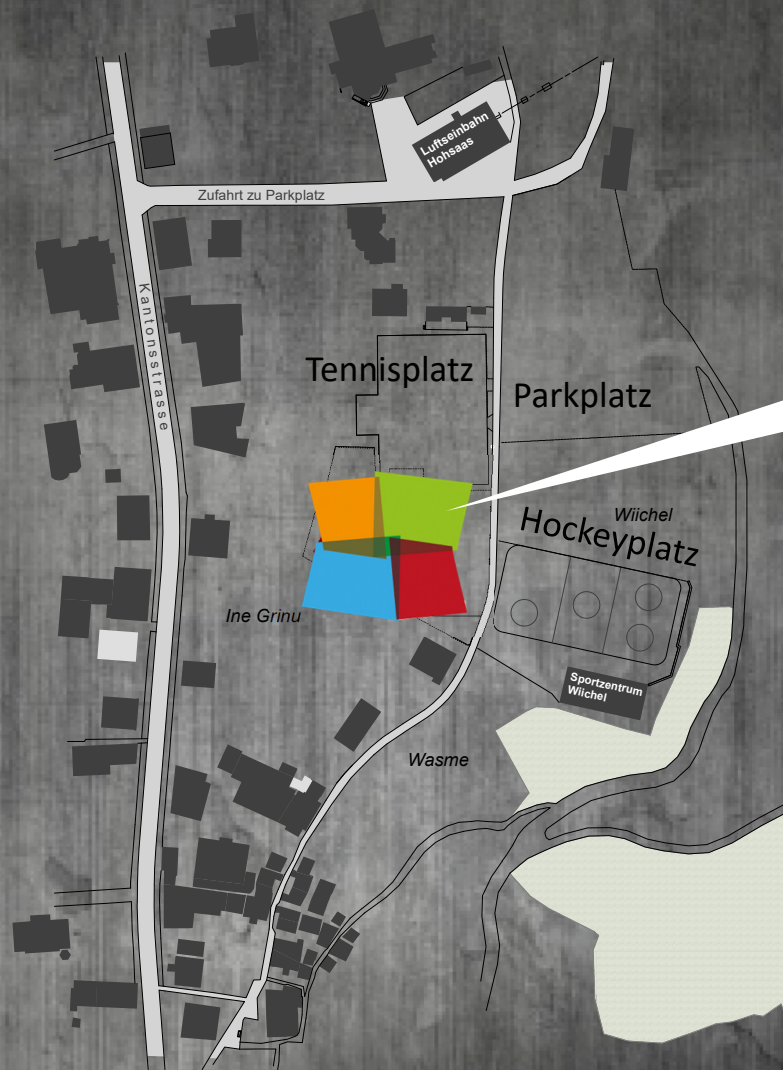 Luftseinbahn
Hohsaas
Zufahrt zu Parkplatz
Kantonsstrasse
Tennisplatz
Parkplatz
Wiichel
Hockeyplatz
Ine Grinu
Sportzentrum
Wiichel
Wasme